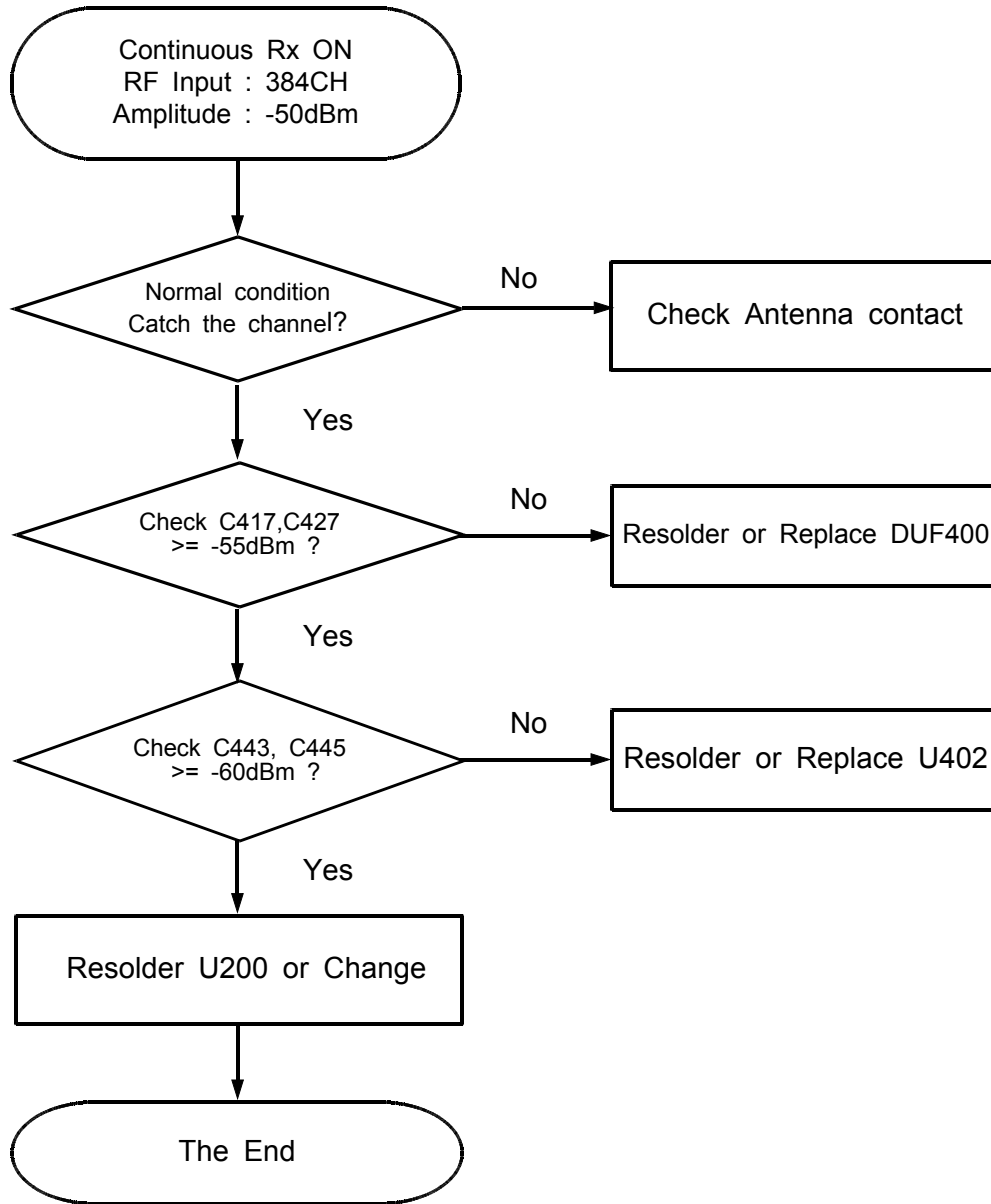 Continuous Rx ON
RF Input : 384CH
Amplitude : -50dBm
Normal condition
Catch the channel?
No
Check Antenna contact
Yes
Check C417,C427
>= -55dBm ?
No
Resolder or Replace DUF400
Yes
Check C443, C445
>= -60dBm ?
No
Resolder or Replace U402
Yes
Resolder U200 or Change
The End